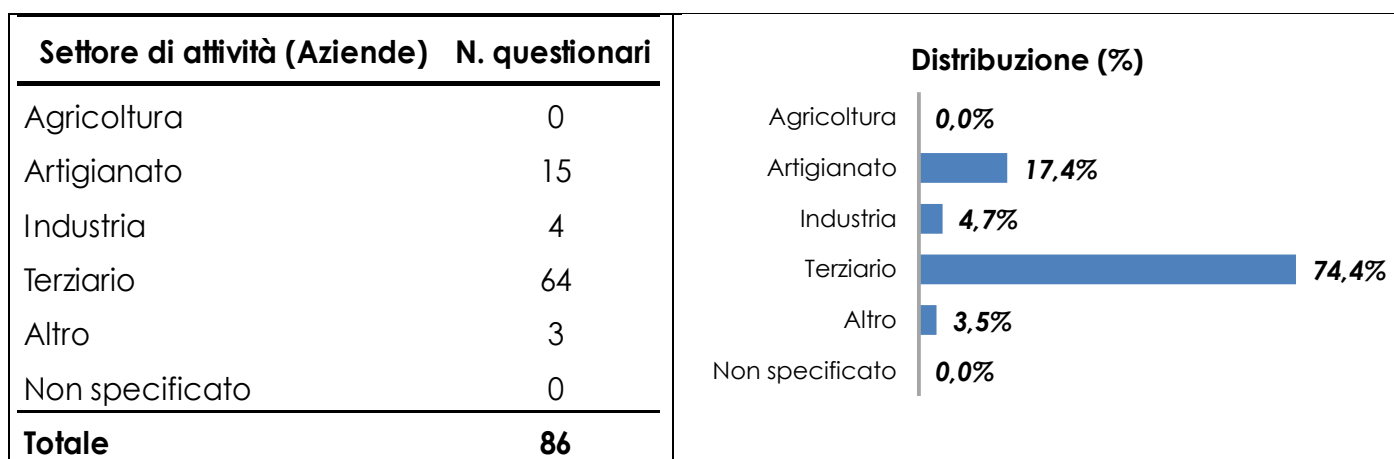 Settore di attività (Aziende) N. questionari
Agricoltura 0
Artigianato 15
Industria 4
Terziario 64
Altro 3
Non specificato 0
Totale 86
Distribuzione (%)
Agricoltura 0,0%
Artigianato 17,4%
Industria 4,7%
Terziario 74,4%
Altro 3,5%
Non specificato 0,0%